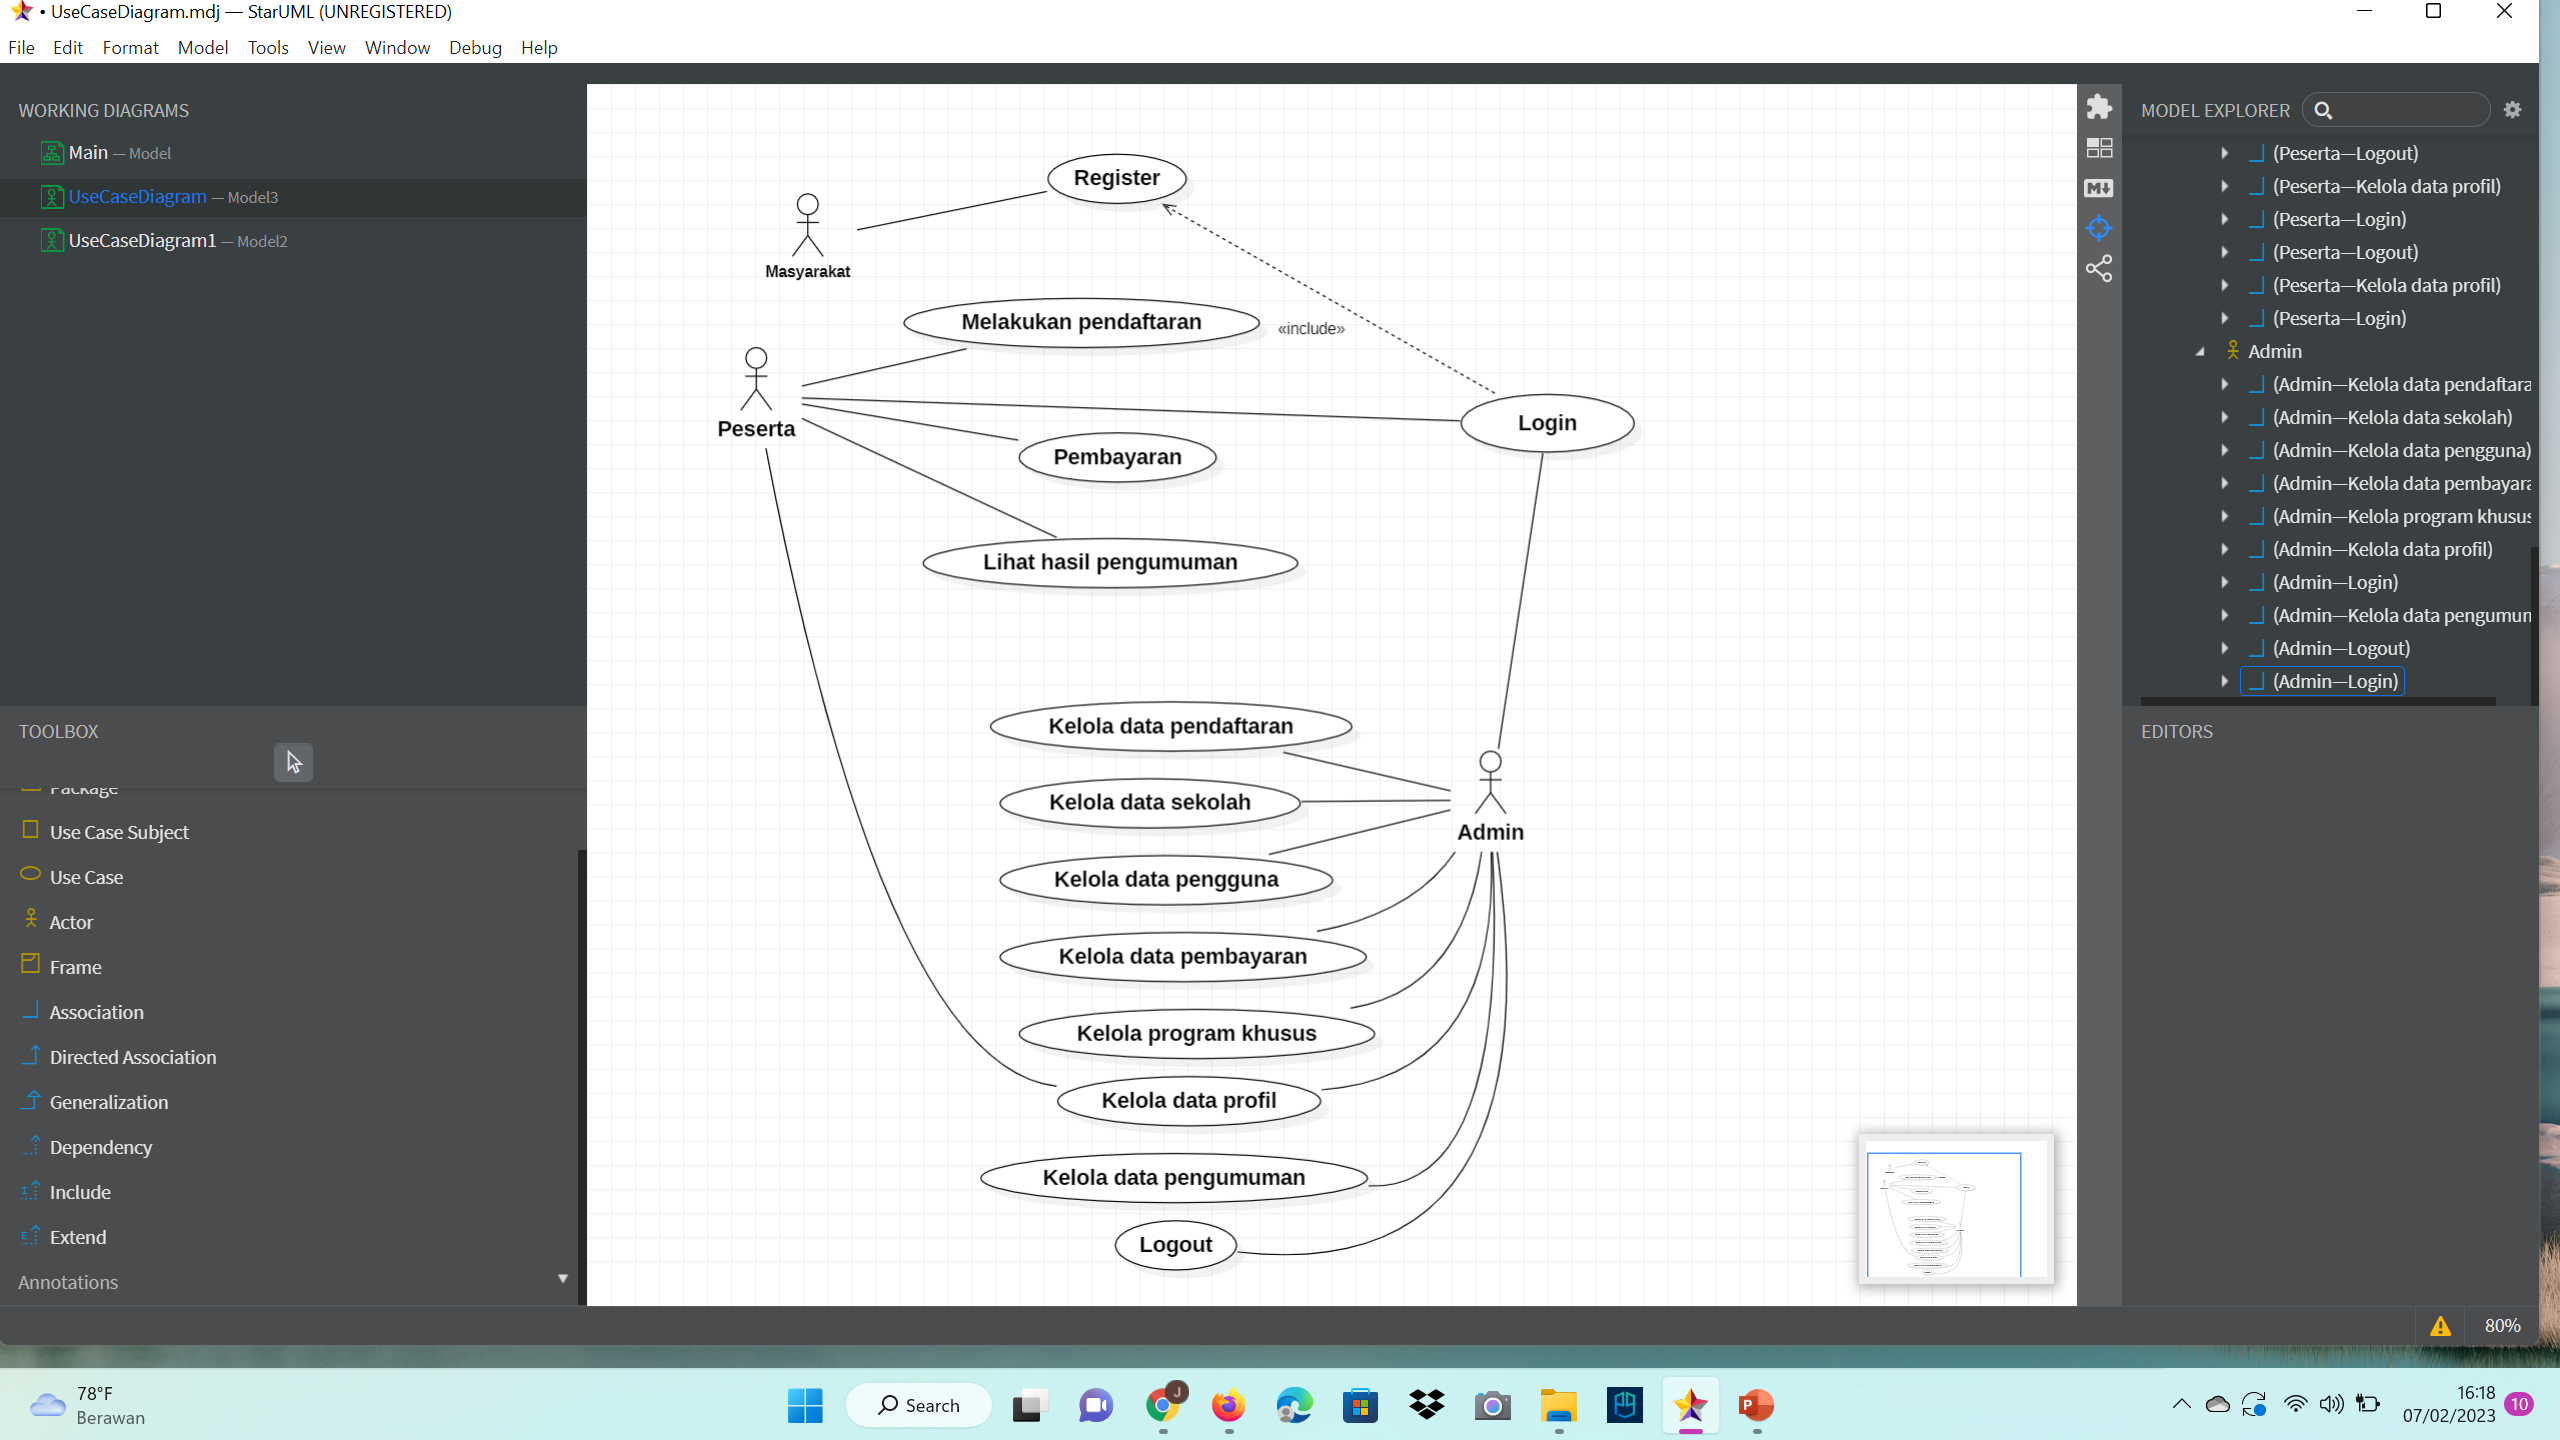 • UseCaseDiagram.mdj — StarUML (UNREGISTERED)
File Edit Format Model Tools View Window Debug Help
WORKING DIAGRAMS
Main — Model
UseCaseDiagram — Model3
UseCaseDiagram1 — Model2
TOOLBOX
Package
Use Case Subject
Use Case
Actor
Frame
Association
Directed Association
Generalization
Dependency
Include
Extend
Annotations
Register
Masyarakat
Melakukan pendaftaran
«include»
Peserta
Login
Pembayaran
Lihat hasil pengumuman
Kelola data pendaftaran
Kelola data sekolah
Admin
Kelola data pengguna
Kelola data pembayaran
Kelola program khusus
Kelola data profil
Kelola data pengumuman
Logout
MODEL EXPLORER
(Peserta—Logout)
(Peserta—Kelola data profil)
(Peserta—Login)
(Peserta—Logout)
(Peserta—Kelola data profil)
(Peserta—Login)
Admin
(Admin—Kelola data pendaftara
(Admin—Kelola data sekolah)
(Admin—Kelola data pengguna)
(Admin—Kelola data pembayara
(Admin—Kelola program khusus
(Admin—Kelola data profil)
(Admin—Login)
(Admin—Kelola data pengumum
(Admin—Logout)
(Admin—Login)
EDITORS
80%
78°F
Berawan
Search
16:18
07/02/2023
10